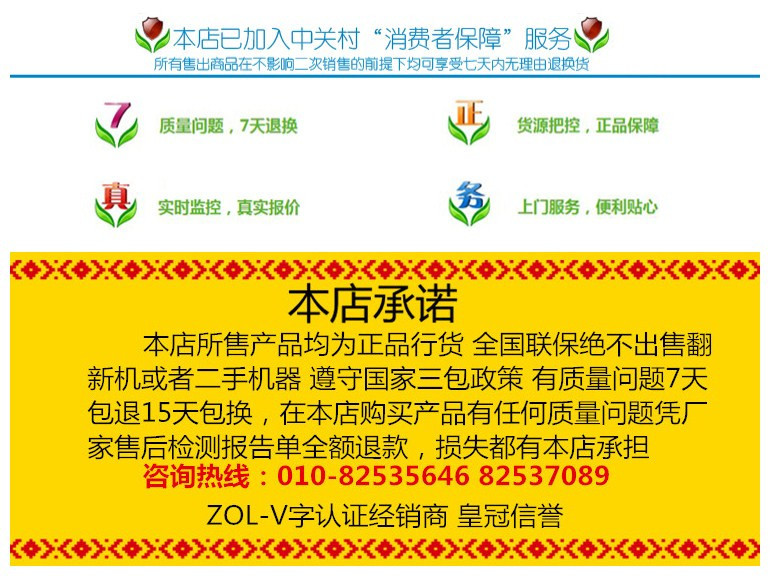 本店已加入中关村“消费者保障”服务
所有售出商品在不影响二次销售的前提下均可享受七天内无理由退换货
7 质量问题，7天退换
正 货源把控，正品保障
真 实时监控，真实报价
务 上门服务，便利贴心
本店承诺
本店所售产品均为正品行货 全国联保绝不出售翻
新机或者二手机器 遵守国家三包政策 有质量问题7天
包退15天包换，在本店购买产品有任何质量问题凭厂
家售后检测报告单全额退款，损失都有本店承担
咨询热线：010-82535646 82537089
ZOL-V字认证经销商 皇冠信誉